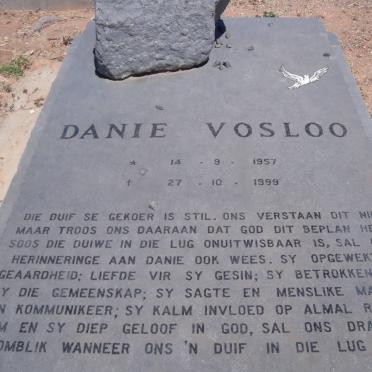 DANIE VOSLOO
* 14 - 9 - 1957
† 27 - 10 - 1999
DIE DUIF SE GEKOER IS STIL. ONS VERSTAAN DIT
MAAR TROOS ONS DAARAAN DAT GOD DIT BEPLAN
SOOS DIE DUIWE IN DIE LUG ONUITWISBAAR IS, SAL
HERINNERINGE AAN DANIE OOK WEES. SY
GEAARDHEID; LIEFDE VIR SY GESIN; SY
DIE GEMEENSKAP; SY SAGTE EN MENSLIKE
KOMMUNIKEER; SY KALM INVLOED OP ALMAL
EN SY DIEP GELOOF IN GOD, SAL ONS
WANNEER ONS 'N DUIF IN DIE LUG